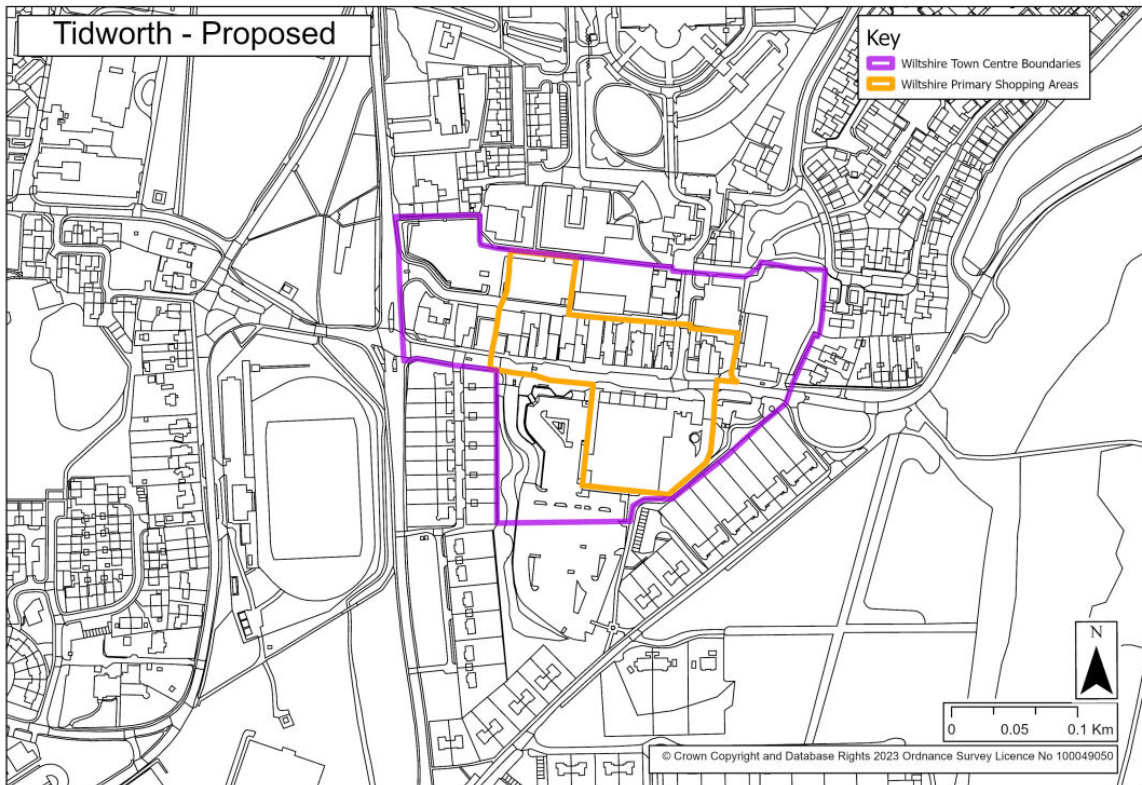 Tidworth - Proposed
Key
Wiltshire Town Centre Boundaries
Wiltshire Primary Shopping Areas
N
0 0.05 0.1 Km
© Crown Copyright and Database Rights 2023 Ordnance Survey Licence No 100049050